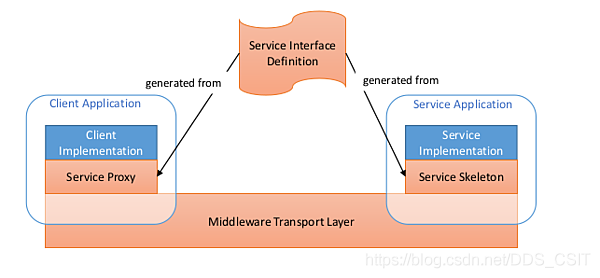 Service Interface
Definition
generated from
generated from
Client Application
Service Application
Client
Implementation
Service
Implementation
Service Proxy
Service Skeleton
Middleware Transport Layer
https://blog.csdn.net/DDS_CSIT